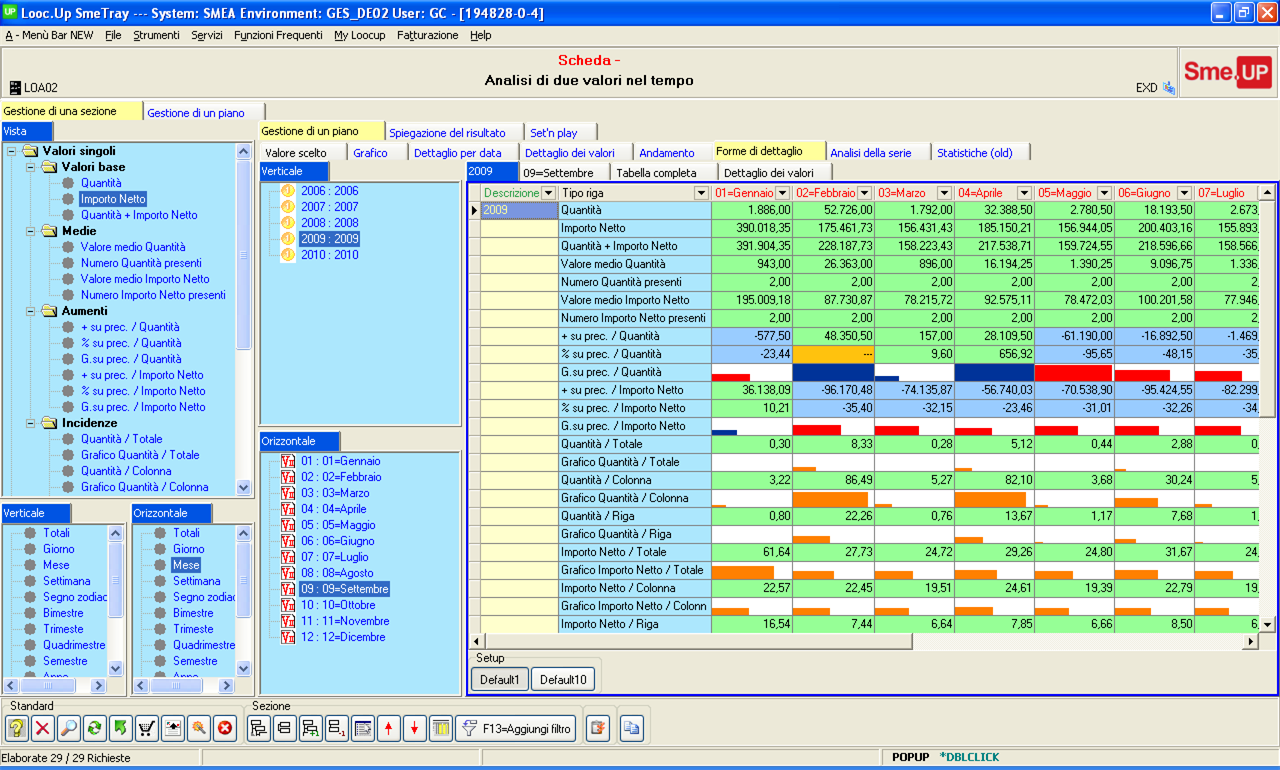 UP Looc.Up SmeTray --- System: SMEA Environment: GES_DE02 User: GC - [194828-0-4]
A - Menù Bar NEW File Strumenti Servizi Funzioni Frequenti My Loocup Fatturazione Help
Scheda -
Analisi di due valori nel tempo
LOA02
EXD
Sme.UP
Gestione di una sezione Gestione di un piano
Vista
Valori singoli
Valori base
Quantità
Importo Netto
Quantità + Importo Netto
Medie
Valore medio Quantità
Numero Quantità presenti
Valore medio Importo Netto
Numero Importo Netto presenti
Aumenti
+ su prec. / Quantità
% su prec. / Quantità
G.su prec. / Quantità
+ su prec. / Importo Netto
% su prec. / Importo Netto
G.su prec. / Importo Netto
Incidenze
Quantità / Totale
Grafico Quantità / Totale
Quantità / Colonna
Grafico Quantità / Colonna
Verticale
Totali
Giorno
Mese
Settimana
Segno zodiac
Bimestre
Trimestre
Quadrimestre
Semestre
Anno
Orizzontale
Totali
Giorno
Mese
Settimana
Segno zodiac
Bimestre
Trimestre
Quadrimestre
Semestre
Anno
Gestione di un piano Spiegazione del risultato Set'n play
Valore scelto Grafico Dettaglio per data Dettaglio dei valori Andamento Forme di dettaglio Analisi della serie Statistiche (old)
Verticale
2006 : 2006
2007 : 2007
2008 : 2008
2009 : 2009
2010 : 2010
Orizzontale
01 : 01=Gennaio
02 : 02=Febbraio
03 : 03=Marzo
04 : 04=Aprile
05 : 05=Maggio
06 : 06=Giugno
07 : 07=Luglio
08 : 08=Agosto
09 : 09=Settembre
10 : 10=Ottobre
11 : 11=Novembre
12 : 12=Dicembre
2009 09=Settembre Tabella completa Dettaglio dei valori
Descrizione Tipo riga 01=Gennaio 02=Febbraio 03=Marzo 04=Aprile 05=Maggio 06=Giugno 07=Luglio
2009 Quantità 1.886,00 52.726,00 1.792,00 32.388,50 2.780,50 18.193,50 2.673,
Importo Netto 390.018,35 175.461,73 156.431,43 185.150,21 156.944,05 200.403,16 155.893,
Quantità + Importo Netto 391.904,35 228.187,73 158.223,43 217.538,71 159.724,55 218.596,66 158.566,
Valore medio Quantità 943,00 26.363,00 896,00 16.194,25 1.390,25 9.096,75 1.336,
Numero Quantità presenti 2,00 2,00 2,00 2,00 2,00 2,00 2,
Valore medio Importo Netto 195.009,18 87.730,87 78.215,72 92.575,11 78.472,03 100.201,58 77.946,
Numero Importo Netto presenti 2,00 2,00 2,00 2,00 2,00 2,00 2,
+ su prec. / Quantità -577,50 48.350,50 157,00 28.109,50 -61.190,00 -16.892,50 -1.469,
% su prec. / Quantità -23,44 --- 9,60 656,92 -95,65 -48,15 -35,
G.su prec. / Quantità
+ su prec. / Importo Netto 36.138,09 -96.170,48 -74.135,87 -56.740,03 -70.538,90 -95.424,55 -82.299,
% su prec. / Importo Netto 10,21 -35,40 -32,15 -23,46 -31,01 -32,26 -34,
G.su prec. / Importo Netto
Quantità / Totale 0,30 8,33 0,28 5,12 0,44 2,88 0,
Grafico Quantità / Totale
Quantità / Colonna 3,22 86,49 5,27 82,10 3,68 30,24 5,
Grafico Quantità / Colonna
Quantità / Riga 0,80 22,26 0,76 13,67 1,17 7,68 1,
Grafico Quantità / Riga
Importo Netto / Totale 61,64 27,73 24,72 29,26 24,80 31,67 24,
Grafico Importo Netto / Totale
Importo Netto / Colonna 22,57 22,45 19,51 24,61 19,39 22,79 19,
Grafico Importo Netto / Colonn
Importo Netto / Riga 16,54 7,44 6,64 7,85 6,66 8,50 6,
Setup
Default1 Default10
Standard Sezione
F13=Aggiungi filtro
Elaborate 29 / 29 Richieste POPUP *DBLCLICK